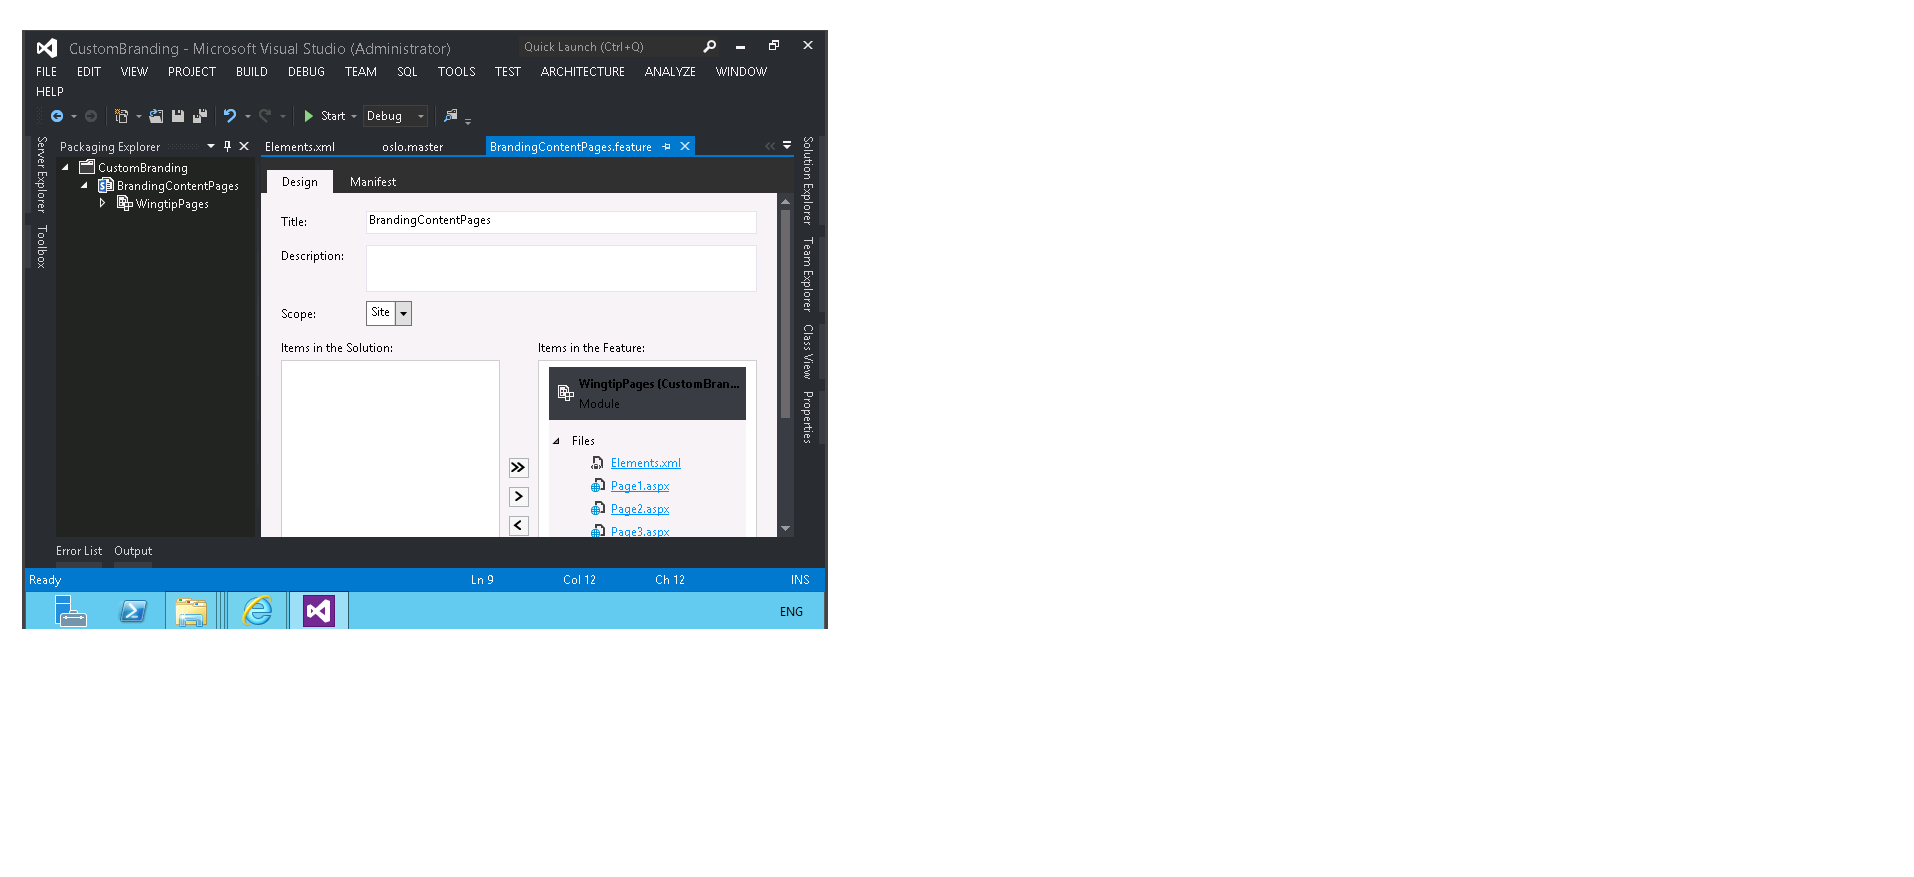 CustomBranding - Microsoft Visual Studio (Administrator) Quick Launch (Ctrl+Q)
FILE EDIT VIEW PROJECT BUILD DEBUG TEAM SQL TOOLS TEST ARCHITECTURE ANALYZE WINDOW
HELP
Start Debug
Server Explorer
Toolbox
Packaging Explorer
CustomBranding
BrandingContentPages
WingtipPages
Elements.xml oslo.master BrandingContentPages.feature
Design Manifest
Title: BrandingContentPages
Description:
Scope: Site
Items in the Solution: Items in the Feature:
WingtipPages (CustomBran...
Module
Files
Elements.xml
Page1.aspx
Page2.aspx
Page3.aspx
Solution Explorer
Team Explorer
Class View
Properties
Error List Output
Ready Ln 9 Col 12 Ch 12 INS
ENG